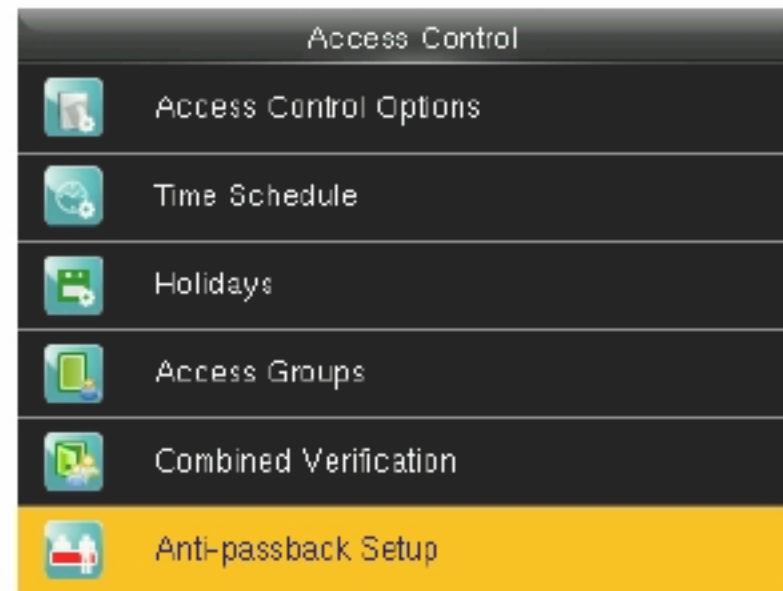 Access Control
Access Control Options
Time Schedule
Holidays
Access Groups
Combined Verification
Anti-passback Setup